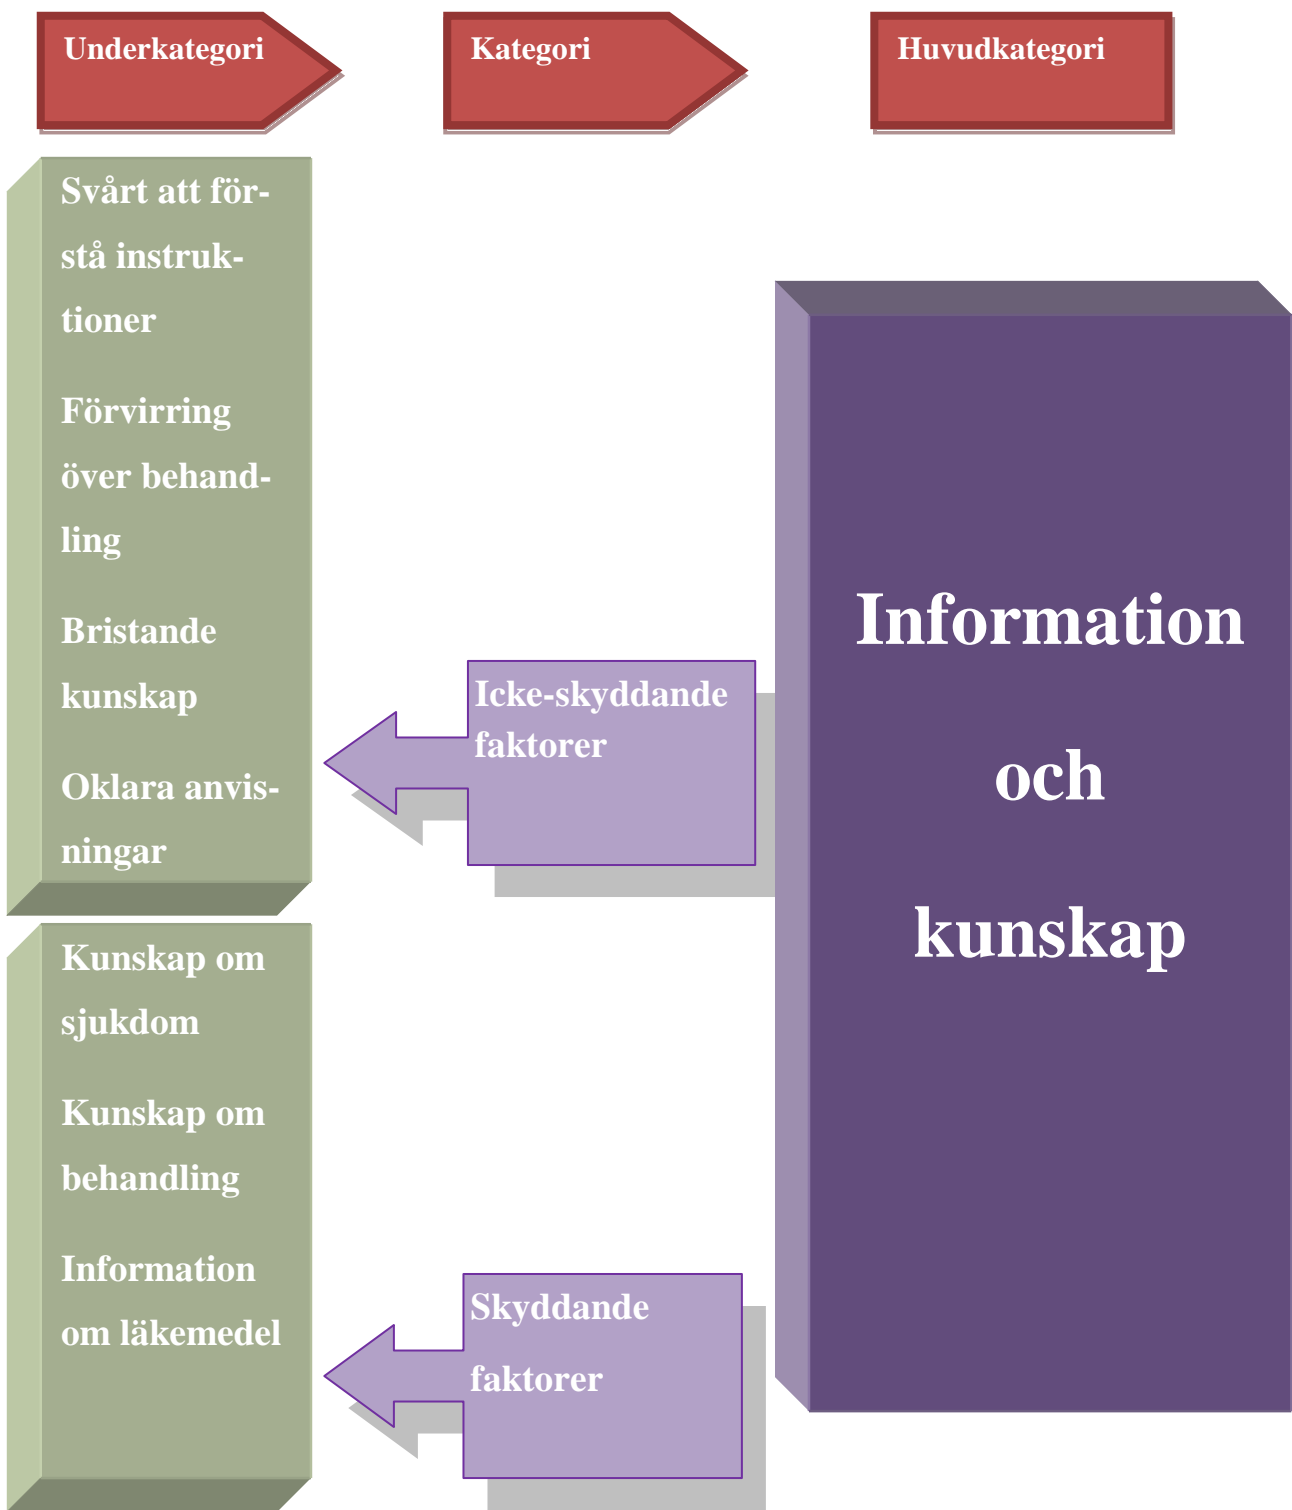 Underkategori
Kategori
Huvudkategori
Svårt att för-
stå instruk-
tioner
Förvirring
över behand-
ling
Bristande
kunskap
Oklara anvis-
ningar
Icke-skyddande
faktorer
Information
och
kunskap
Kunskap om
sjukdom
Kunskap om
behandling
Information
om läkemedel
Skyddande
faktorer